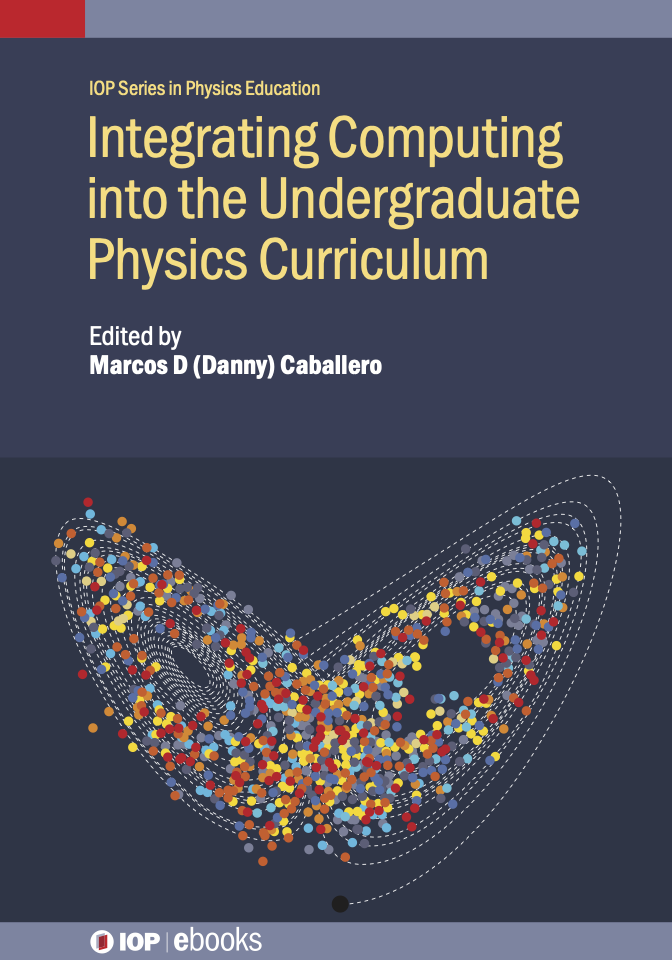 IOP Series in Physics Education
Integrating Computing
into the Undergraduate
Physics Curriculum
Edited by
Marcos D (Danny) Caballero
IOP | ebooks